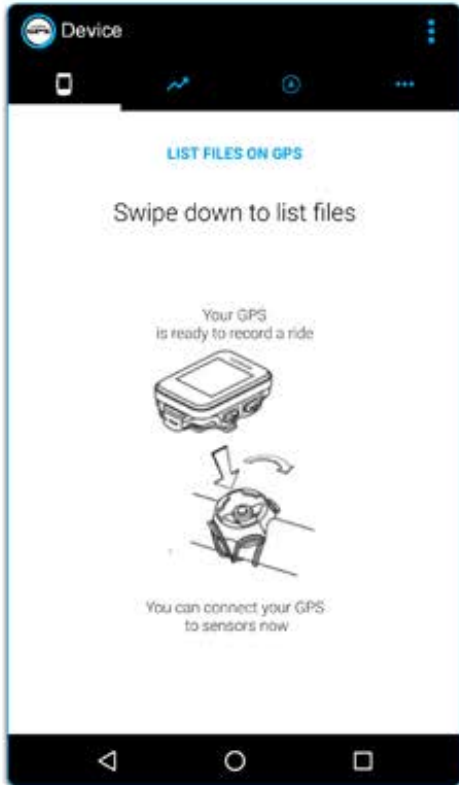 Device
LIST FILES ON GPS
Swipe down to list files
Your GPS
is ready to record a ride
You can connect your GPS
to sensors now